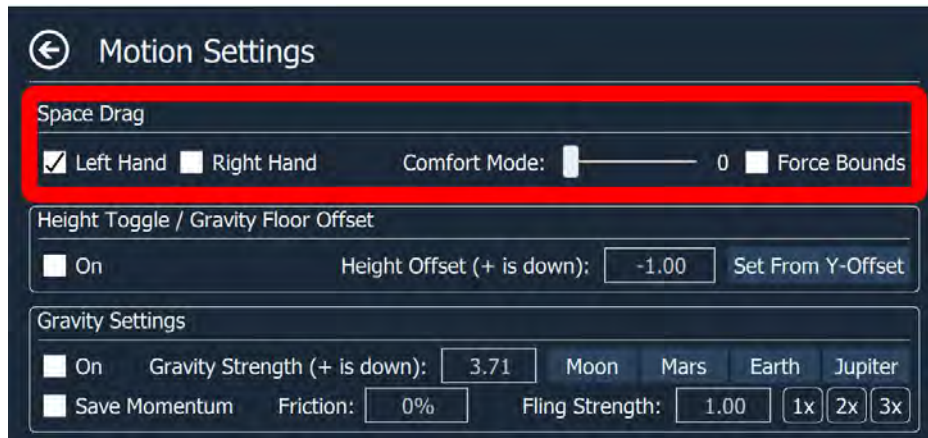 Motion Settings
Space Drag
Left Hand Right Hand Comfort Mode: 0 Force Bounds
Height Toggle / Gravity Floor Offset
On Height Offset (+ is down): -1.00 Set From Y-Offset
Gravity Settings
On Gravity Strength (+ is down): 3.71 Moon Mars Earth Jupiter
Save Momentum Friction: 0% Fling Strength: 1.00 1x 2x 3x